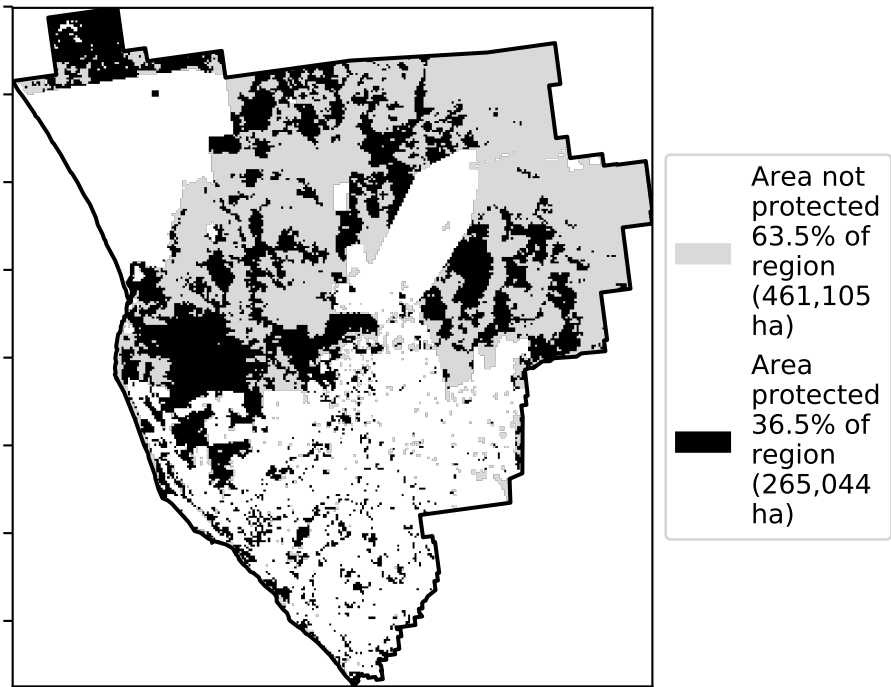 Area not
protected
63.5% of
region
(461,105
ha)
Area
protected
36.5% of
region
(265,044
ha)